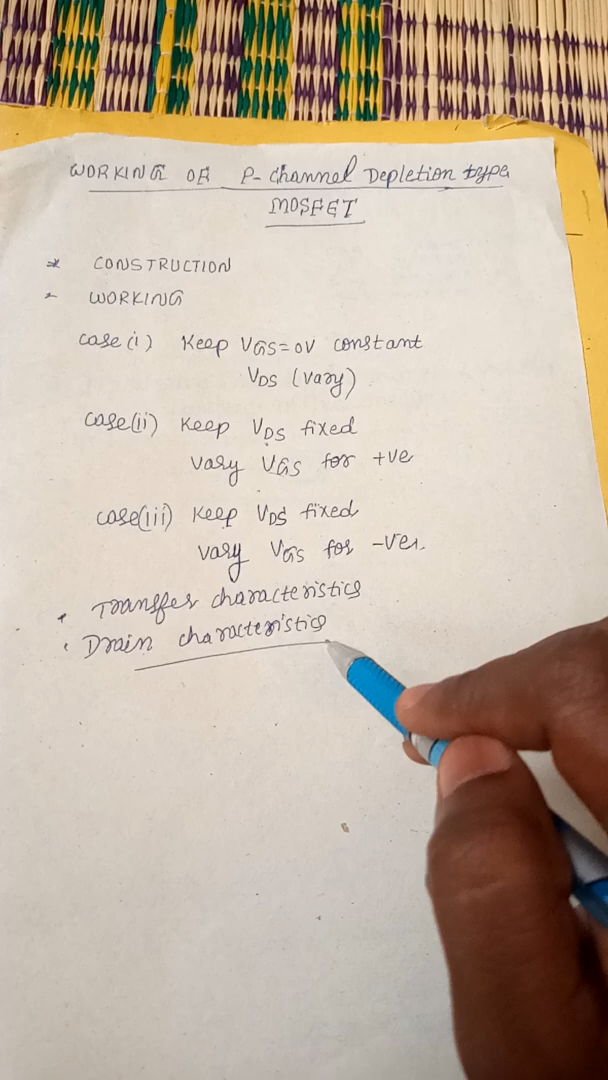 WORKING OF P-channel Depletion type
MOSFET
* CONSTRUCTION
- WORKING
case (i) Keep VGS=0V constant
VDS (vary)
case(ii) Keep VDS fixed
vary VGS for +ve
case(iii) Keep VDS fixed
vary VGS for -ve.
• Transfer characteristics
• Drain characteristics